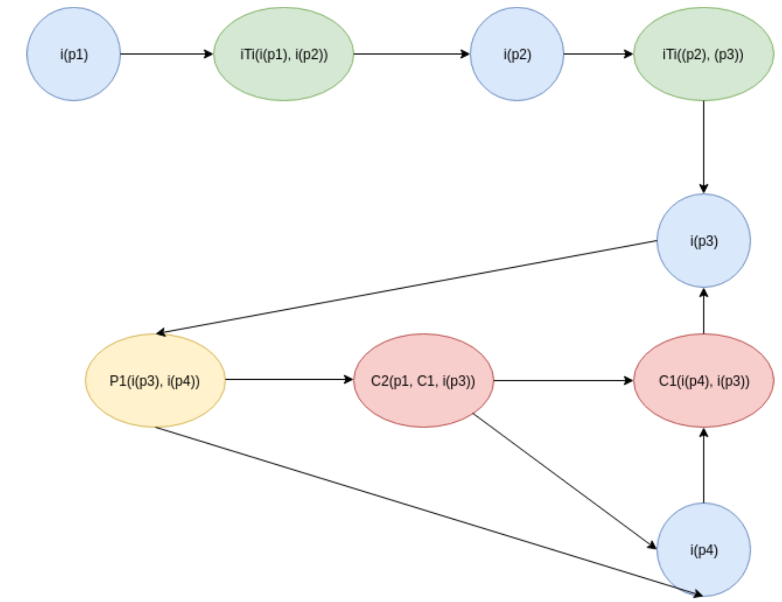 i(p1)
iTi(i(p1), i(p2))
i(p2)
iTi((p2), (p3))
i(p3)
P1(i(p3), i(p4))
C2(p1, C1, i(p3))
C1(i(p4), i(p3))
i(p4)